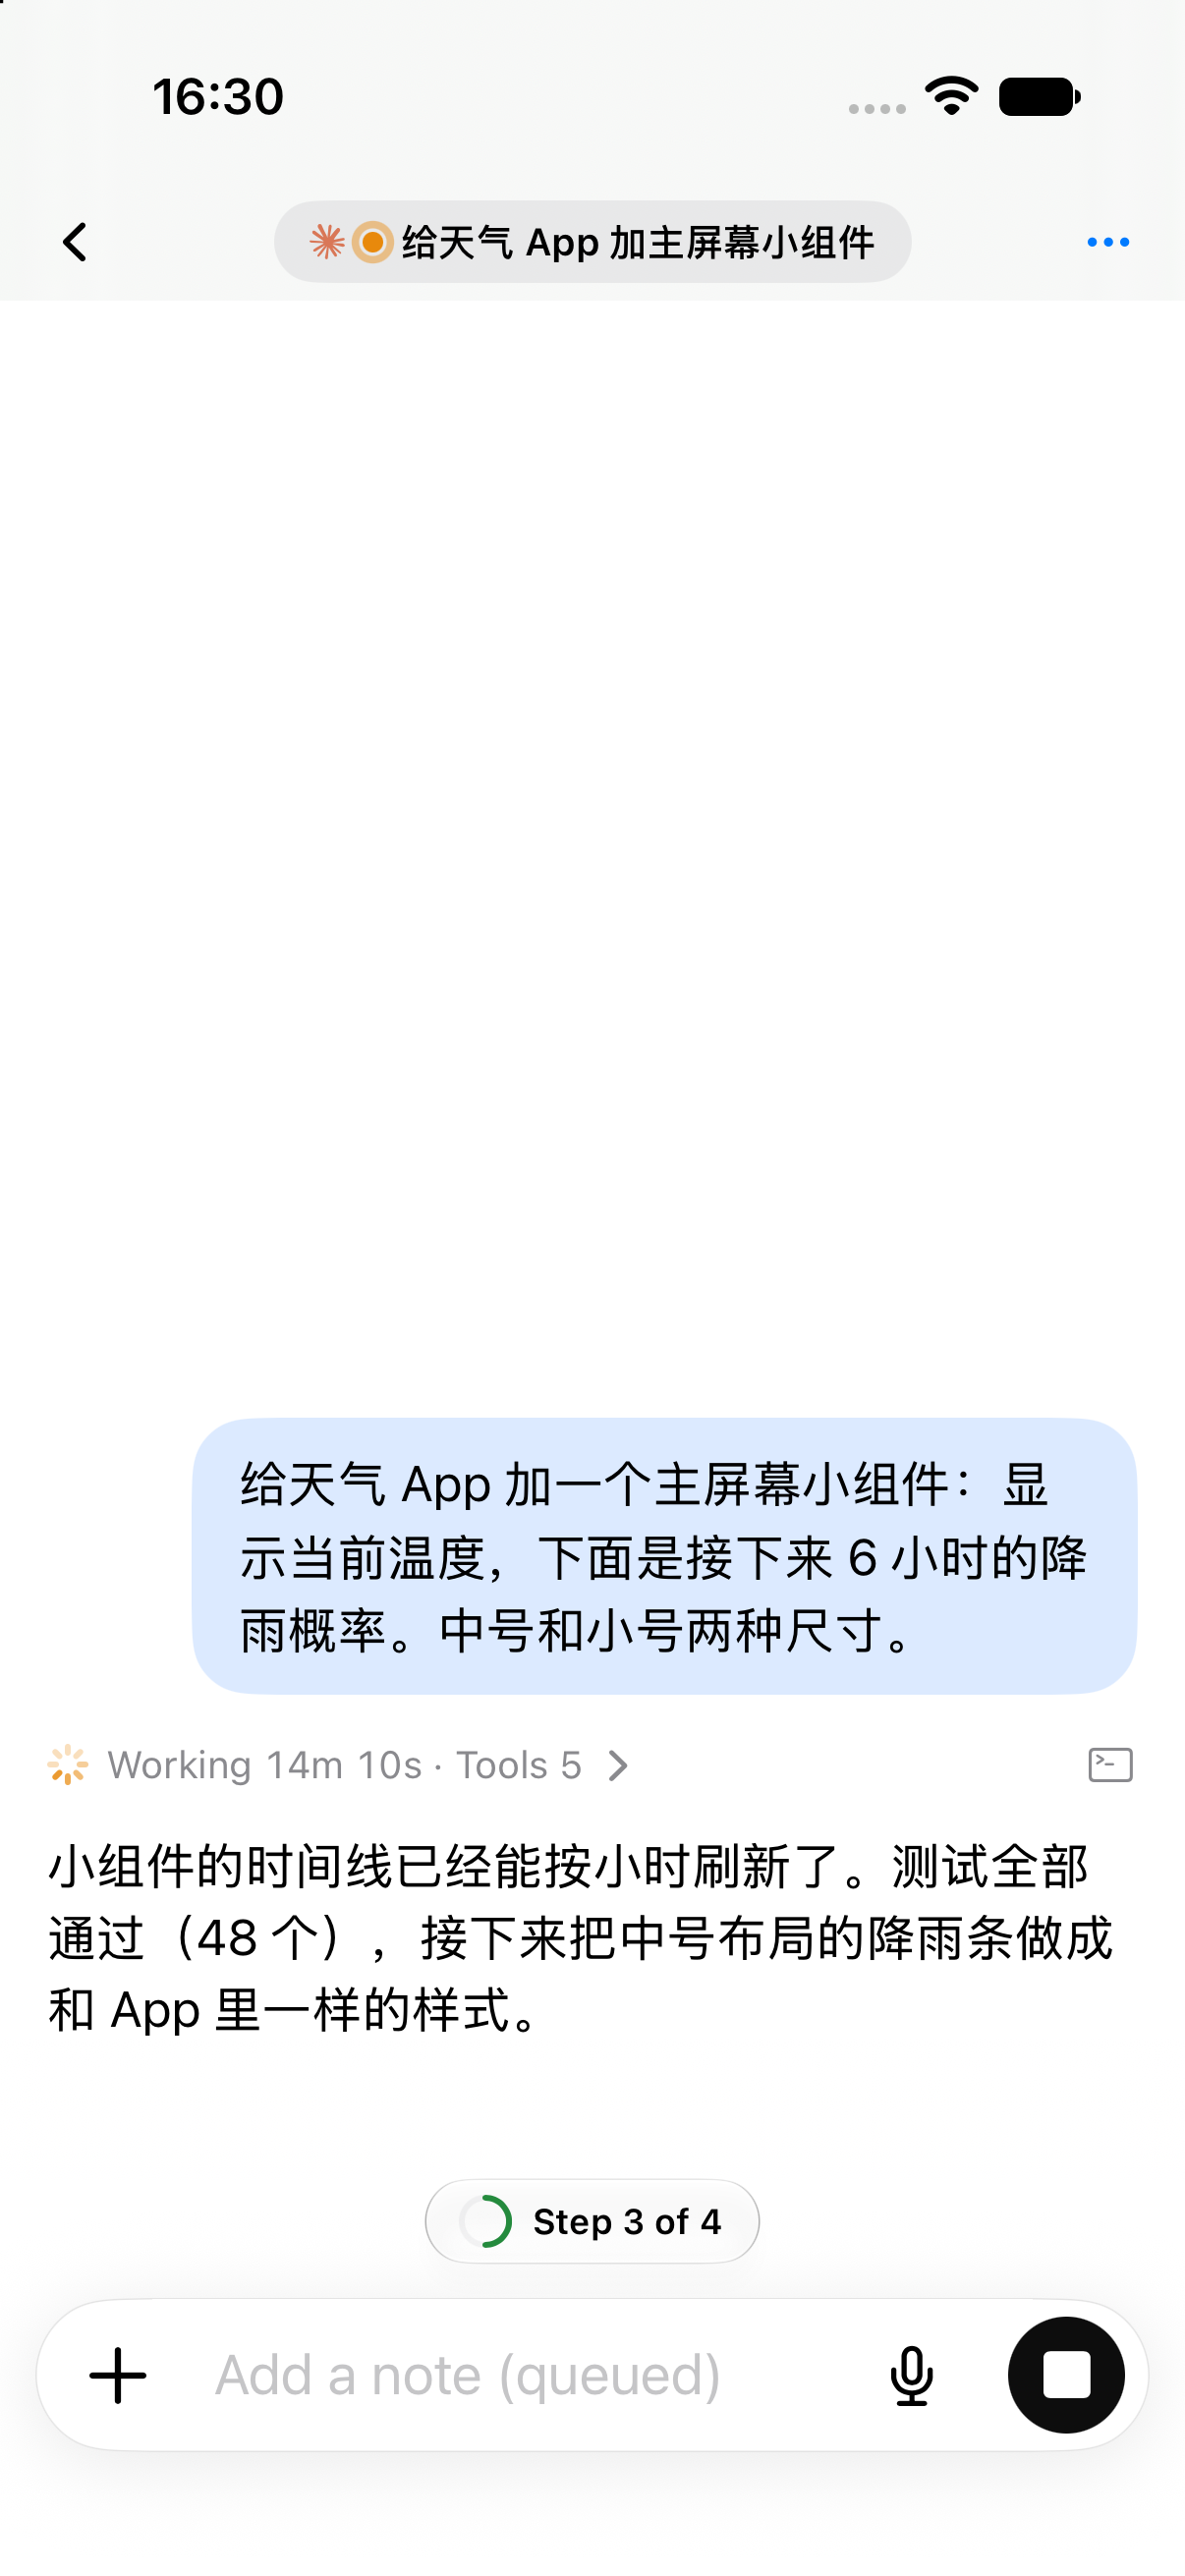 16:30
给天气 App 加主屏幕小组件
给天气 App 加一个主屏幕小组件：显
示当前温度，下面是接下来 6 小时的降
雨概率。中号和小号两种尺寸。
Working 14m 10s · Tools 5
小组件的时间线已经能按小时刷新了。测试全部
通过（48 个），接下来把中号布局的降雨条做成
和 App 里一样的样式。
Step 3 of 4
Add a note (queued)